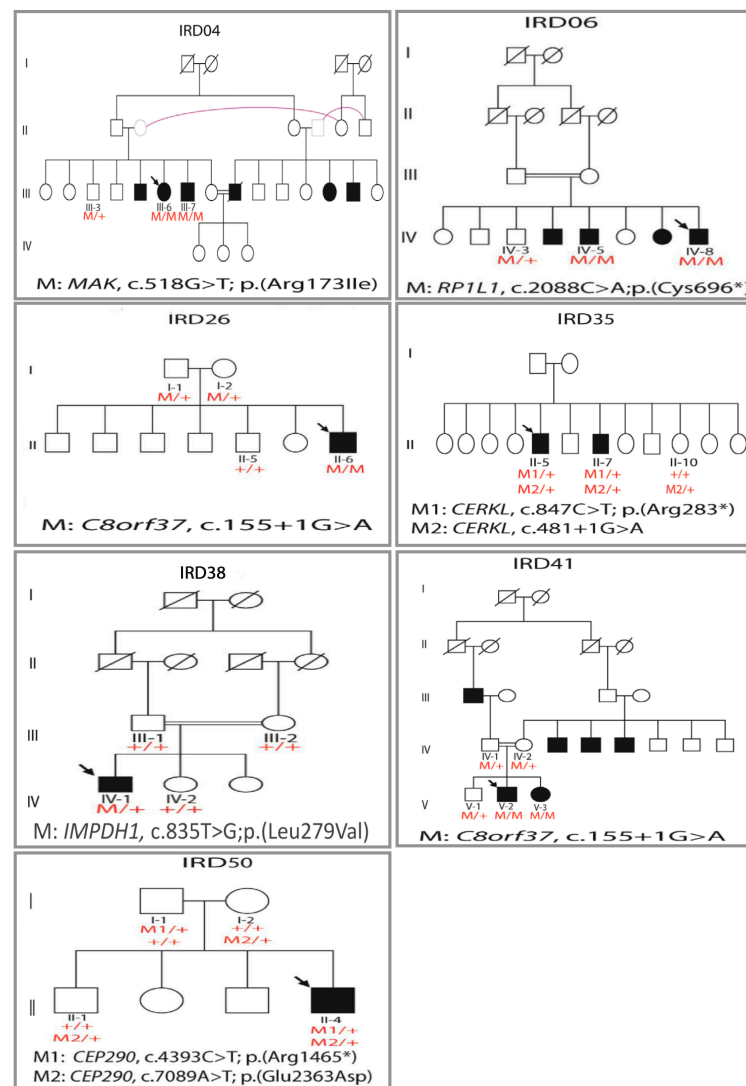 IRD04
I
II
III
III-3 III-6 III-7
M/+ M/M M/M
IV
M: MAK, c.518G>T; p.(Arg173Ile)
IRD06
I
II
III
IV
IV-3 IV-5 IV-8
M/+ M/M M/M
M: RP1L1, c.2088C>A;p.(Cys696*)
IRD26
I
I-1 I-2
M/+ M/+
II
II-5 II-6
+/+ M/M
M: C8orf37, c.155+1G>A
IRD35
I
II
II-5 II-7 II-10
M1/+ M1/+ +/+
M2/+ M2/+ M2/+
M1: CERKL, c.847C>T; p.(Arg283*)
M2: CERKL, c.481+1G>A
IRD38
I
II
III
III-1 III-2
+/+ +/+
IV
IV-1 IV-2
M/+ +/+
M: IMPDH1, c.835T>G;p.(Leu279Val)
IRD41
I
II
III
IV
IV-1 IV-2
M/+ M/+
V
V-1 V-2 V-3
M/+ M/M M/M
M: C8orf37, c.155+1G>A
IRD50
I
I-1 I-2
M1/+ +/+
+/+ M2/+
II
II-1 II-4
+/+ M1/+
M2/+ M2/+
M1: CEP290, c.4393C>T; p.(Arg1465*)
M2: CEP290, c.7089A>T; p.(Glu2363Asp)